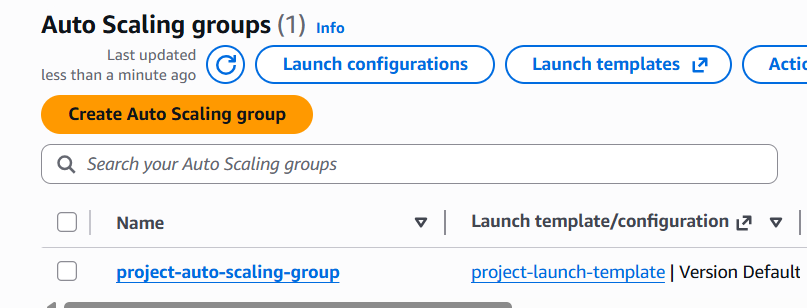 Auto Scaling groups (1) Info
Last updated
less than a minute ago
Launch configurations
Launch templates
Create Auto Scaling group
Search your Auto Scaling groups
Name
Launch template/configuration
project-auto-scaling-group
project-launch-template | Version Default